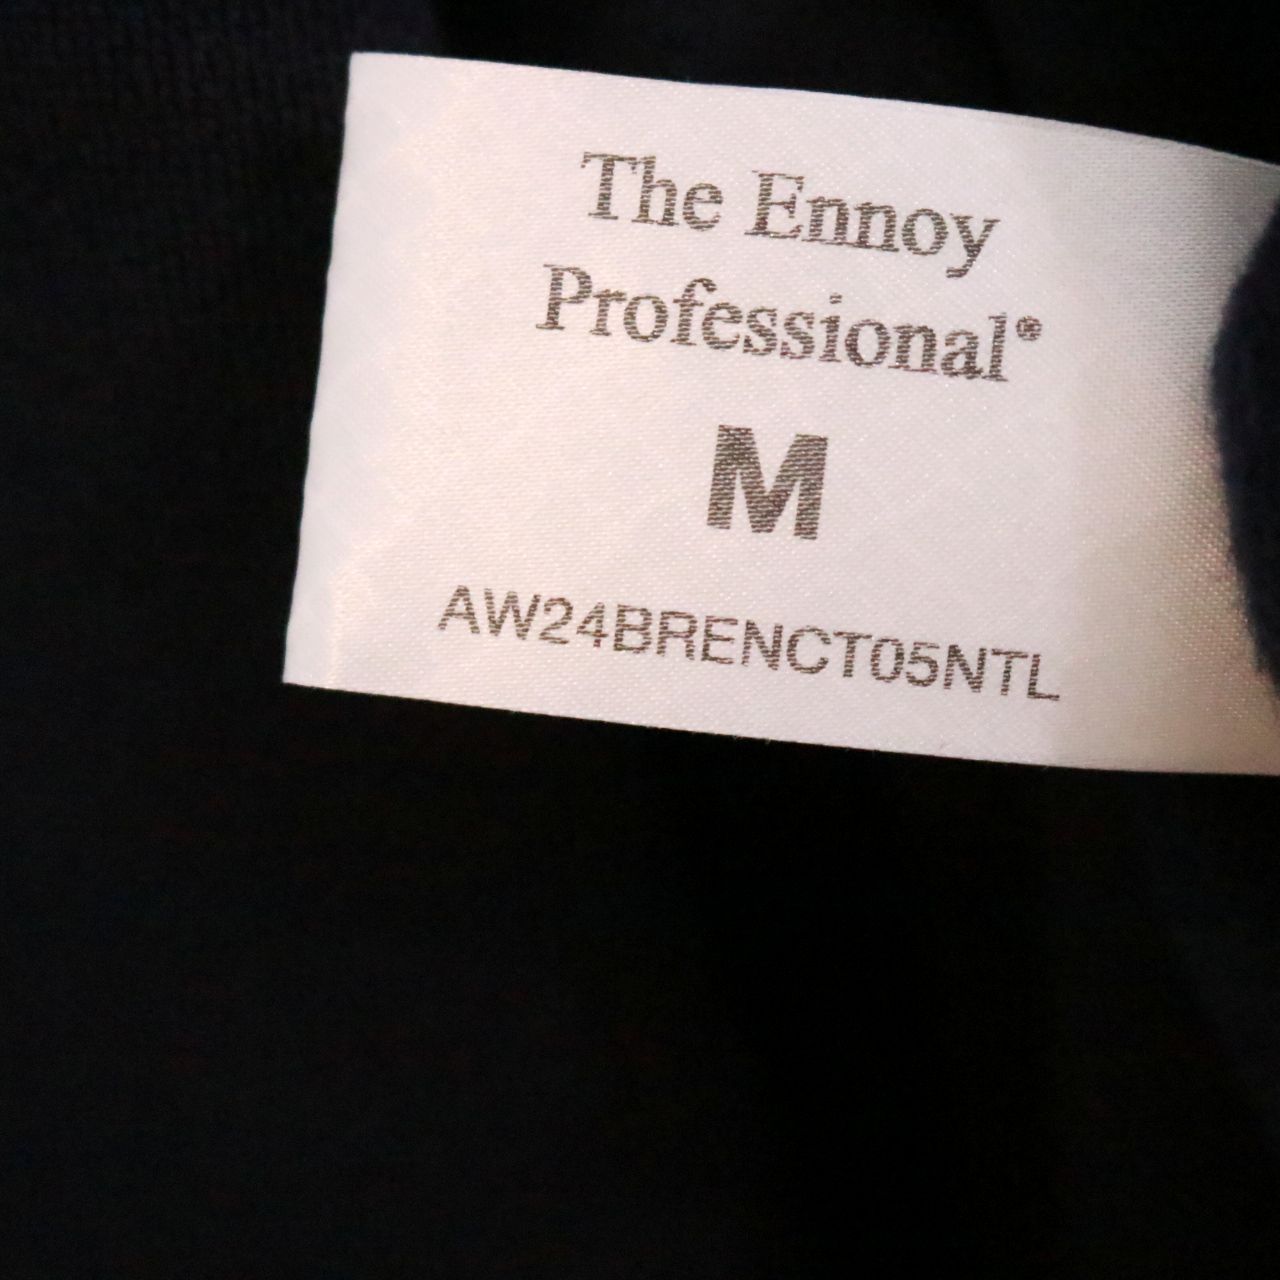 The Ennoy
Professional®
M
AW24BRENCT05NTL